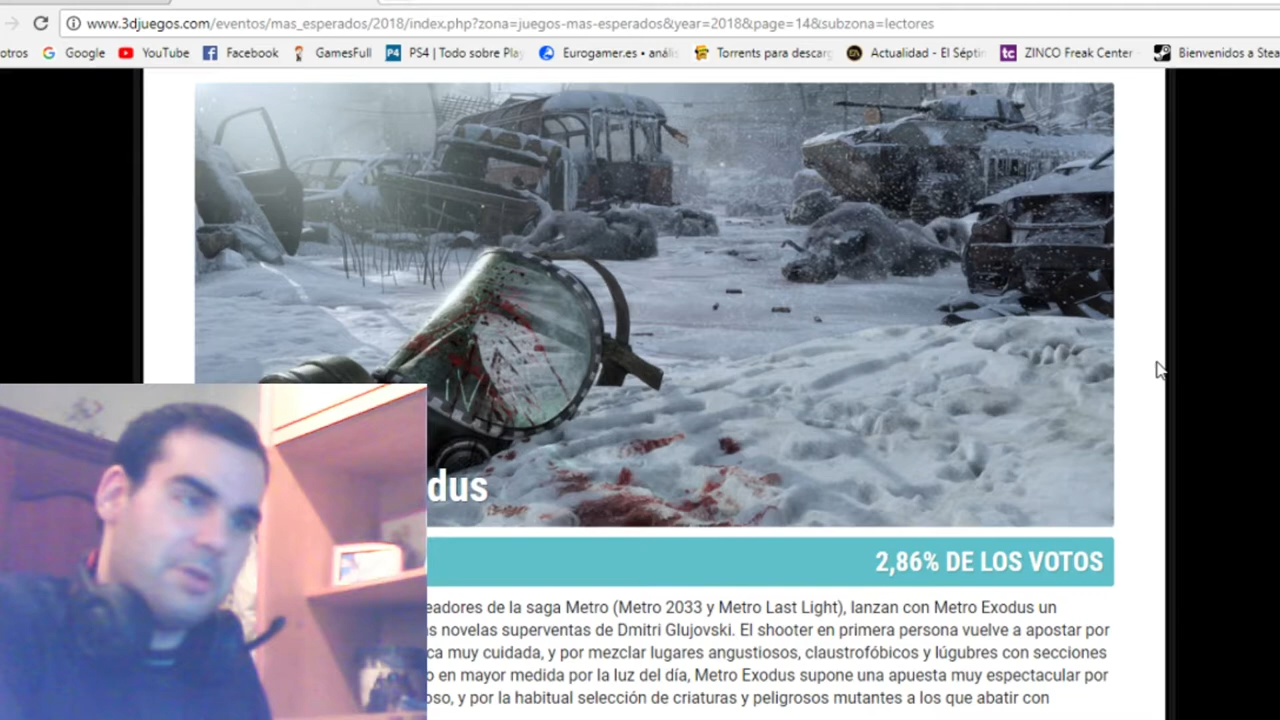 www.3djuegos.com/eventos/mas_esperados/2018/index.php?zona=juegos-mas-esperados&year=2018&page=14&subzona=lectores
otros Google YouTube Facebook GamesFull PS4 | Todo sobre Play Eurogamer.es • anális Torrents para descarg Actualidad - El Séptin ZINCO Freak Center Bienvenidos a Stea
dus
2,86% DE LOS VOTOS
eadores de la saga Metro (Metro 2033 y Metro Last Light), lanzan con Metro Exodus un
s novelas superventas de Dmitri Glujovski. El shooter en primera persona vuelve a apostar por
ca muy cuidada, y por mezclar lugares angustiosos, claustrofóbicos y lúgubres con secciones
o en mayor medida por la luz del día, Metro Exodus supone una apuesta muy espectacular por
oso, y por la habitual selección de criaturas y peligrosos mutantes a los que abatir con